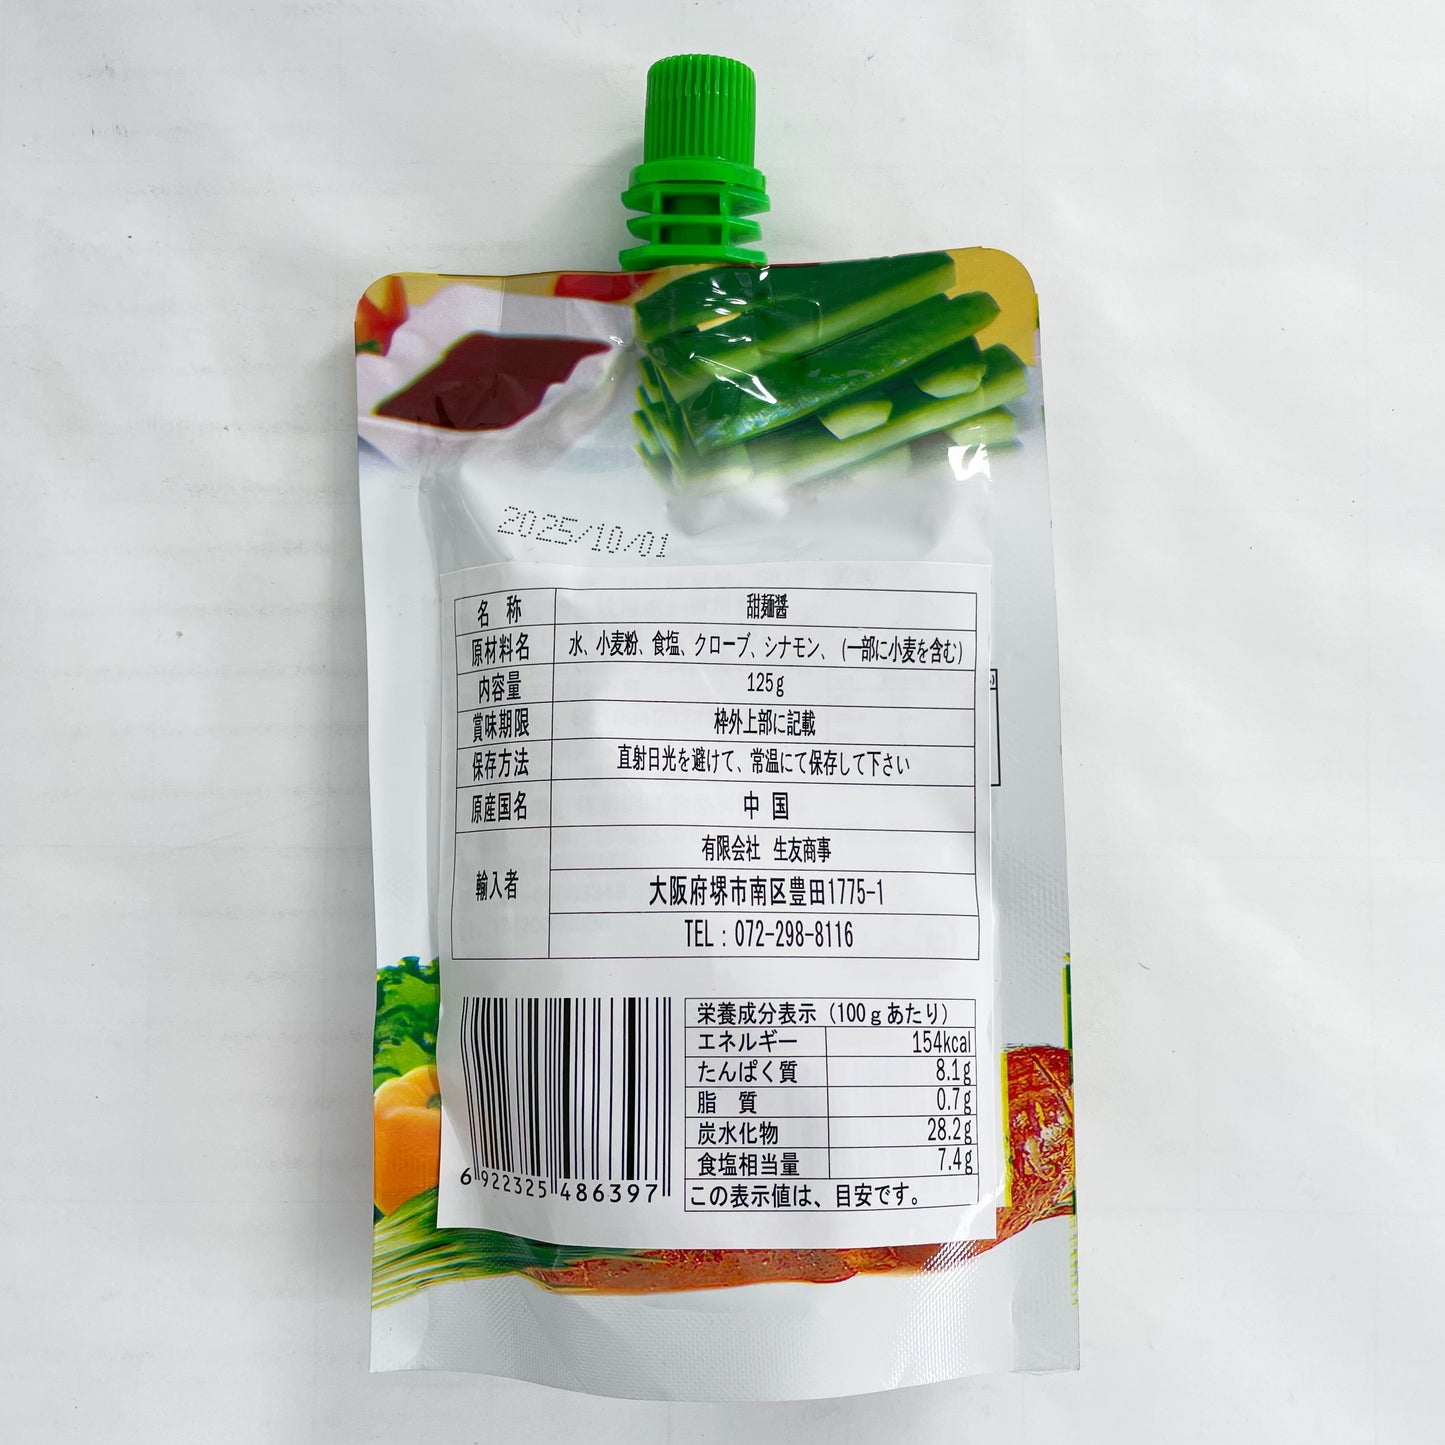 2025/10/01
名 称 甜麺醤
原材料名 水、小麦粉、食塩、クローブ、シナモン、(一部に小麦を含む)
内容量 125g
賞味期限 枠外上部に記載
保存方法 直射日光を避けて、常温にて保存して下さい
原産国名 中 国
輸入者 有限会社 生友商事
大阪府堺市南区豊田1775-1
TEL:072-298-8116
栄養成分表示(100gあたり)
エネルギー 154kcal
たんぱく質 8.1g
脂 質 0.7g
炭水化物 28.2g
食塩相当量 7.4g
この表示値は、目安です。
6 922325 486397